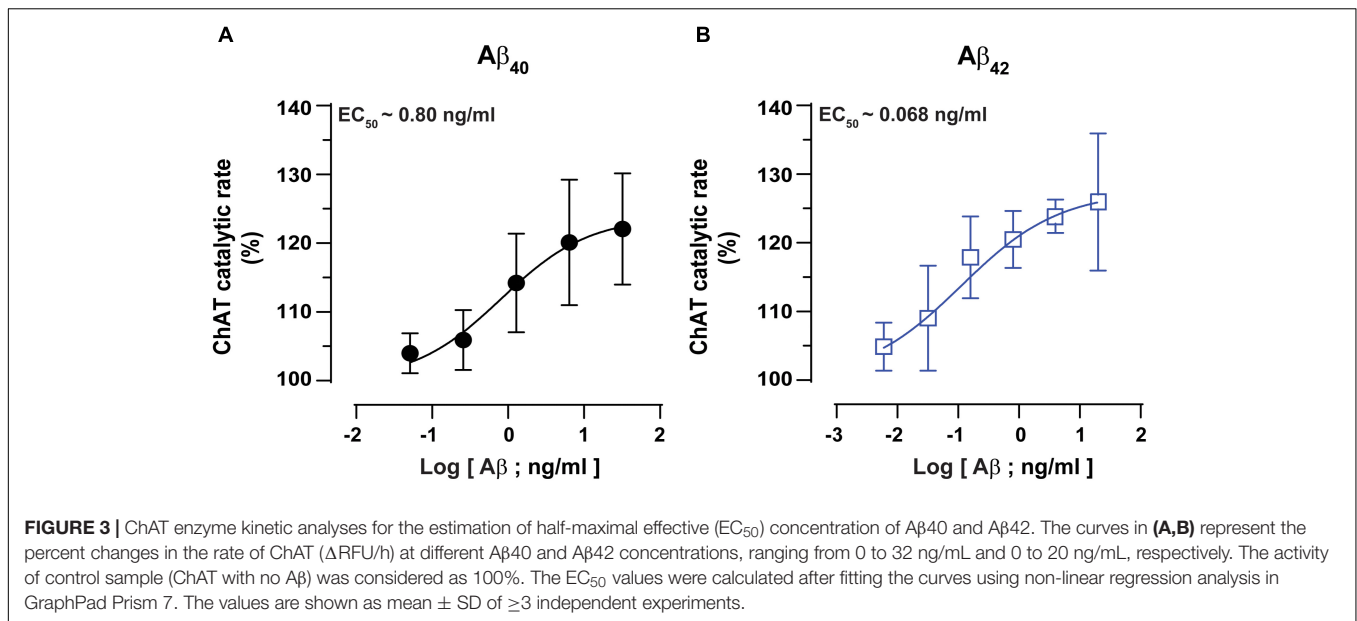 A
B
Aβ40
Aβ42
EC50 ~ 0.80 ng/ml
EC50 ~ 0.068 ng/ml
140
130
120
110
100
ChAT catalytic rate
(%)
-2 -1 0 1 2
Log [ Aβ ; ng/ml ]
140
130
120
110
100
ChAT catalytic rate
(%)
-3 -2 -1 0 1 2
Log [ Aβ ; ng/ml ]
FIGURE 3 | ChAT enzyme kinetic analyses for the estimation of half-maximal effective (EC50) concentration of Aβ40 and Aβ42. The curves in (A,B) represent the
percent changes in the rate of ChAT (ΔRFU/h) at different Aβ40 and Aβ42 concentrations, ranging from 0 to 32 ng/mL and 0 to 20 ng/mL, respectively. The activity
of control sample (ChAT with no Aβ) was considered as 100%. The EC50 values were calculated after fitting the curves using non-linear regression analysis in
GraphPad Prism 7. The values are shown as mean ± SD of ≥3 independent experiments.